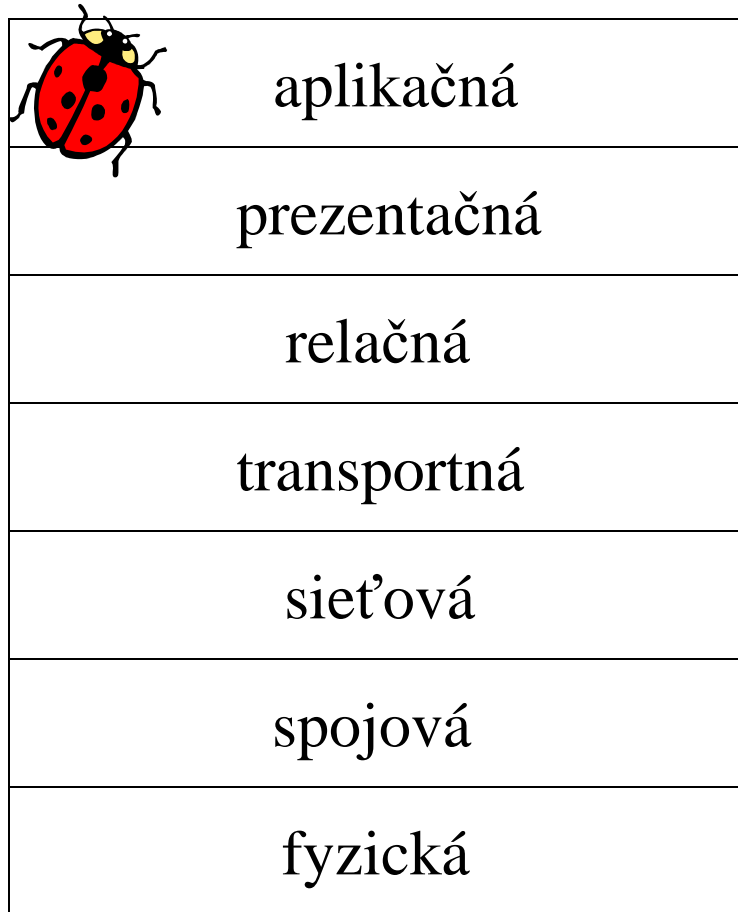 aplikačná
prezentačná
relačná
transportná
sieťová
spojová
fyzická